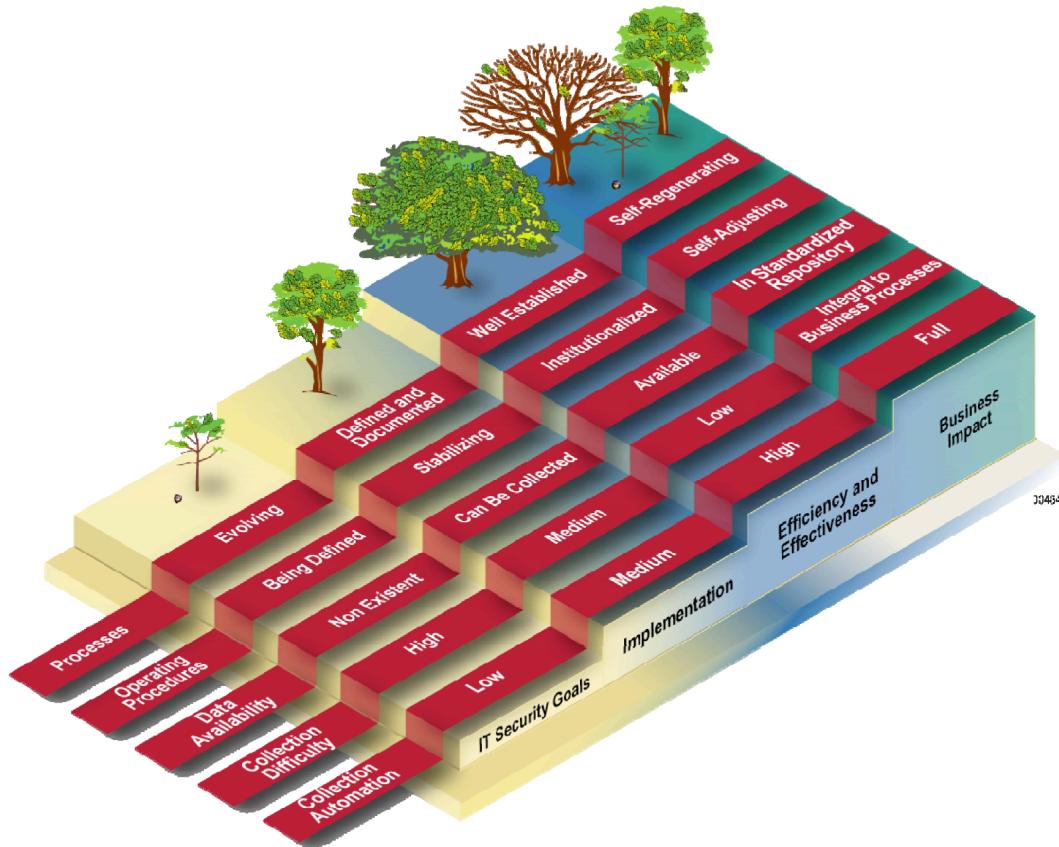 Self-Regenerating
Self-Adjusting
In Standardized
Repository
Integral to
Business Processes
Full
Well Established
Institutionalized
Available
Low
High
Defined and
Documented
Stabilizing
Can Be Collected
Medium
Medium
Evolving
Being Defined
Non Existent
High
Low
Processes
Operating
Procedures
Data
Availability
Collection
Difficulty
Collection
Automation
IT Security Goals
Implementation
Efficiency and
Effectiveness
Business
Impact